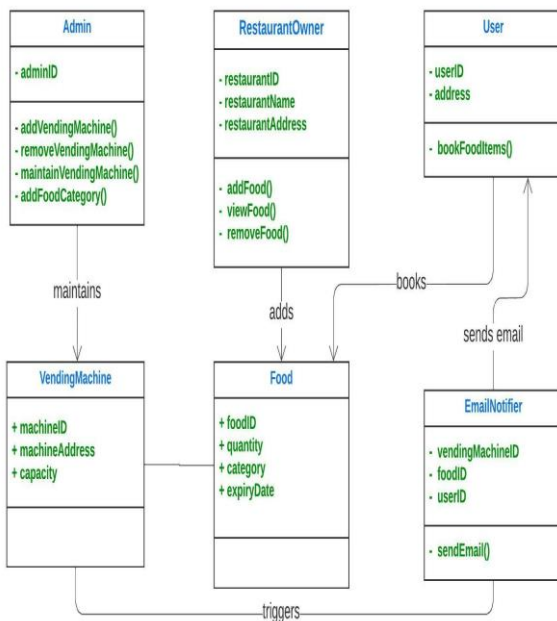 Admin
- adminID
- addVendingMachine()
- removeVendingMachine()
- maintainVendingMachine()
- addFoodCategory()
RestaurantOwner
- restaurantID
- restaurantName
- restaurantAddress
- addFood()
- viewFood()
- removeFood()
User
- userID
- address
- bookFoodItems()
maintains
adds
books
sends email
VendingMachine
+ machineID
+ machineAddress
+ capacity
Food
+ foodID
+ quantity
+ category
+ expiryDate
EmailNotifier
- vendingMachineID
- foodID
- userID
- sendEmail()
triggers